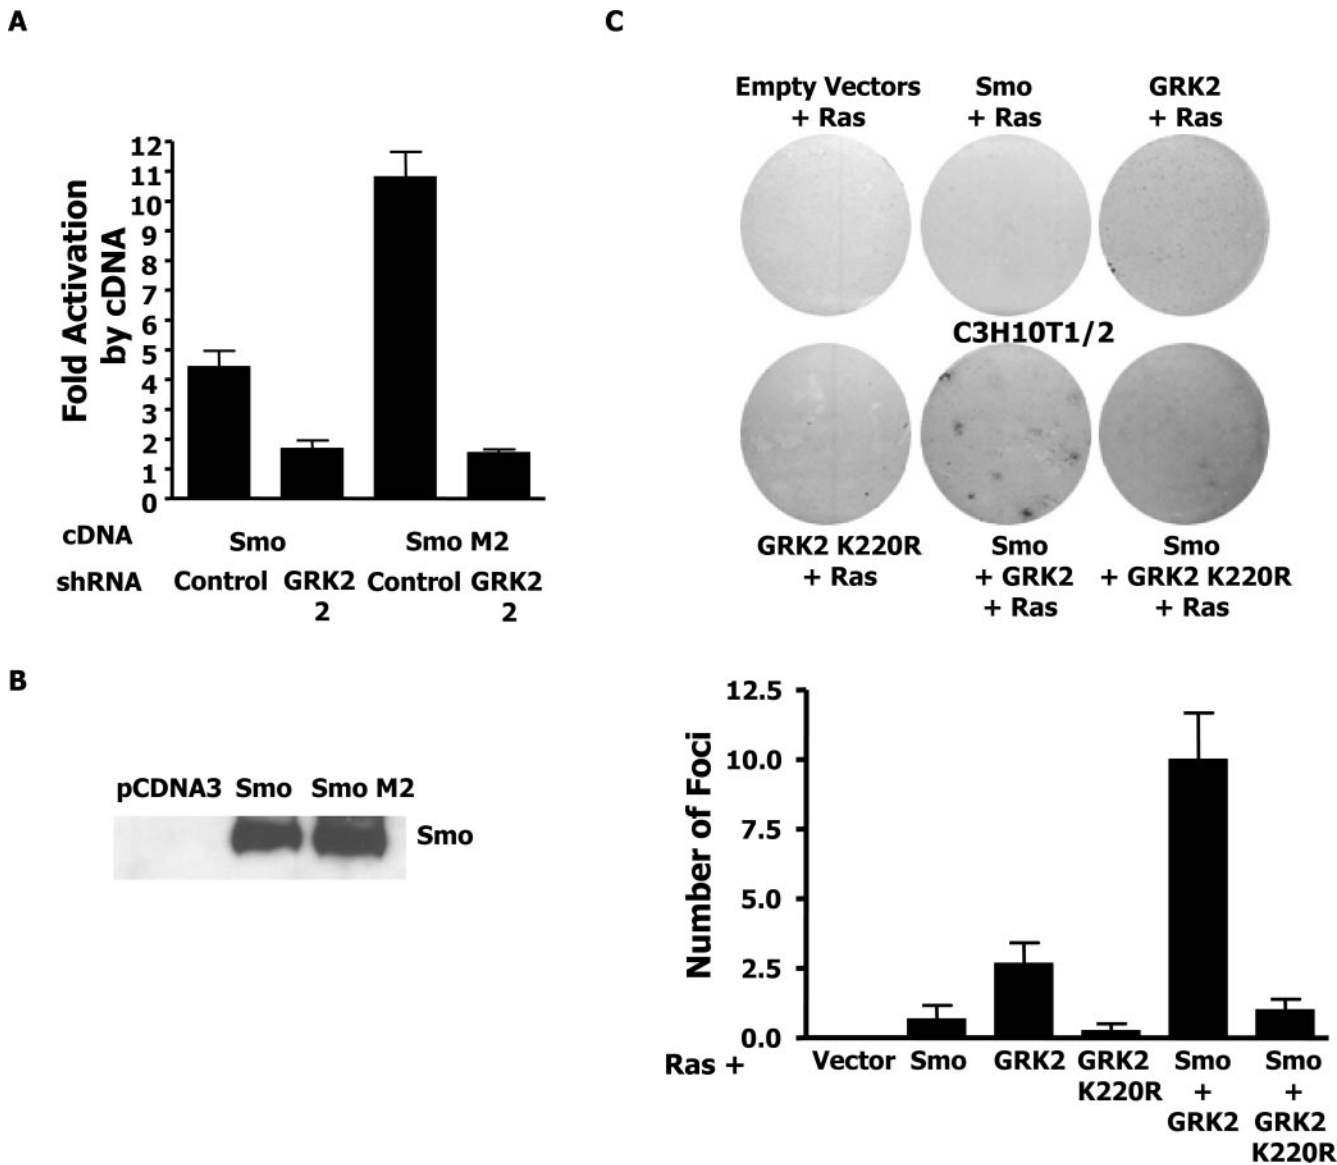 A
Fold Activation
by cDNA
12
11
10
9
8
7
6
5
4
3
2
1
0
cDNA
Smo
Smo M2
shRNA
Control
GRK2
2
Control
GRK2
2
B
pCDNA3
Smo
Smo M2
Smo
C
Empty Vectors
+ Ras
Smo
+ Ras
GRK2
+ Ras
C3H10T1/2
GRK2 K220R
+ Ras
Smo
+ GRK2
+ Ras
Smo
+ GRK2 K220R
+ Ras
Number of Foci
12.5
10.0
7.5
5.0
2.5
0.0
Ras +
Vector
Smo
GRK2
GRK2
K220R
Smo
+
GRK2
Smo
+
GRK2
K220R